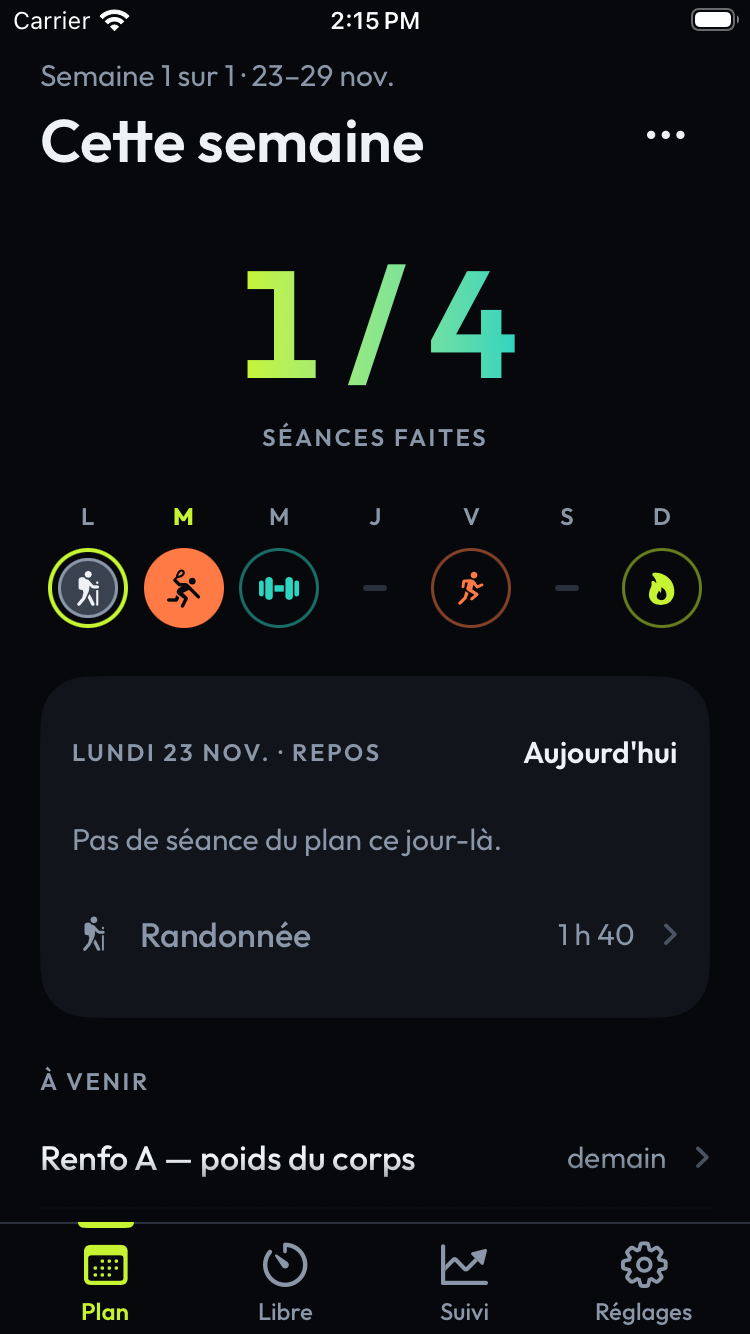 Carrier 2:15 PM
Semaine 1 sur 1 · 23–29 nov.
Cette semaine
1/4
SÉANCES FAITES
L M M J V S D
LUNDI 23 NOV. · REPOS Aujourd'hui
Pas de séance du plan ce jour-là.
Randonnée 1 h 40
À VENIR
Renfo A — poids du corps demain
Plan Libre Suivi Réglages